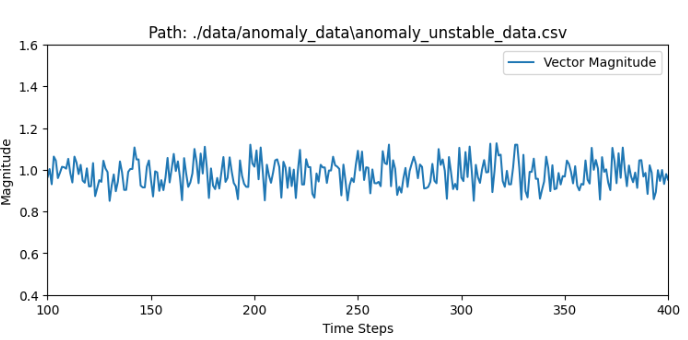 Path: ./data/anomaly_data\anomaly_unstable_data.csv
Vector Magnitude
Magnitude
1.6
1.4
1.2
1.0
0.8
0.6
0.4
100 150 200 250 300 350 400
Time Steps